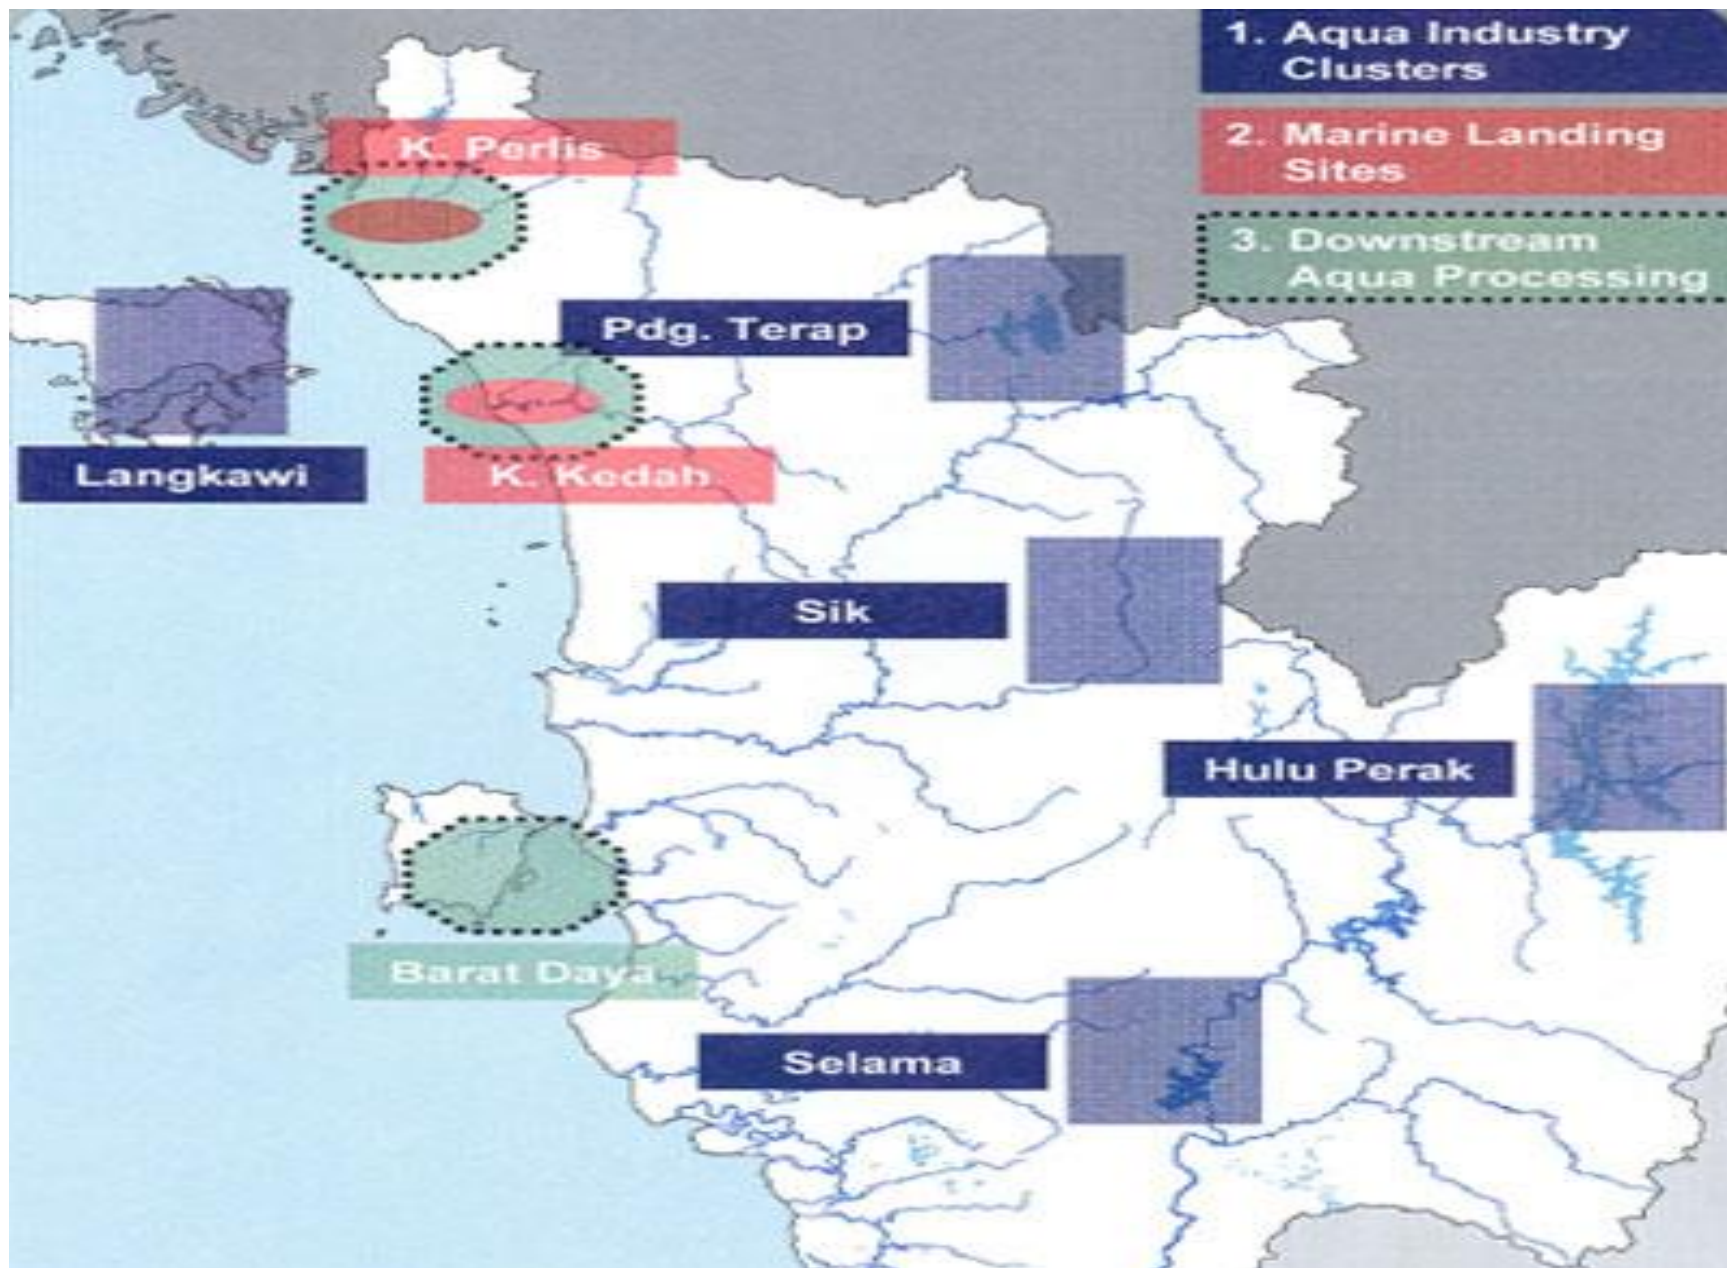 1. Aqua Industry
Clusters
2. Marine Landing
Sites
3. Downstream
Aqua Processing
K. Perlis
Pdg. Terap
Langkawi
K. Kedah
Sik
Hulu Perak
Barat Daya
Selama